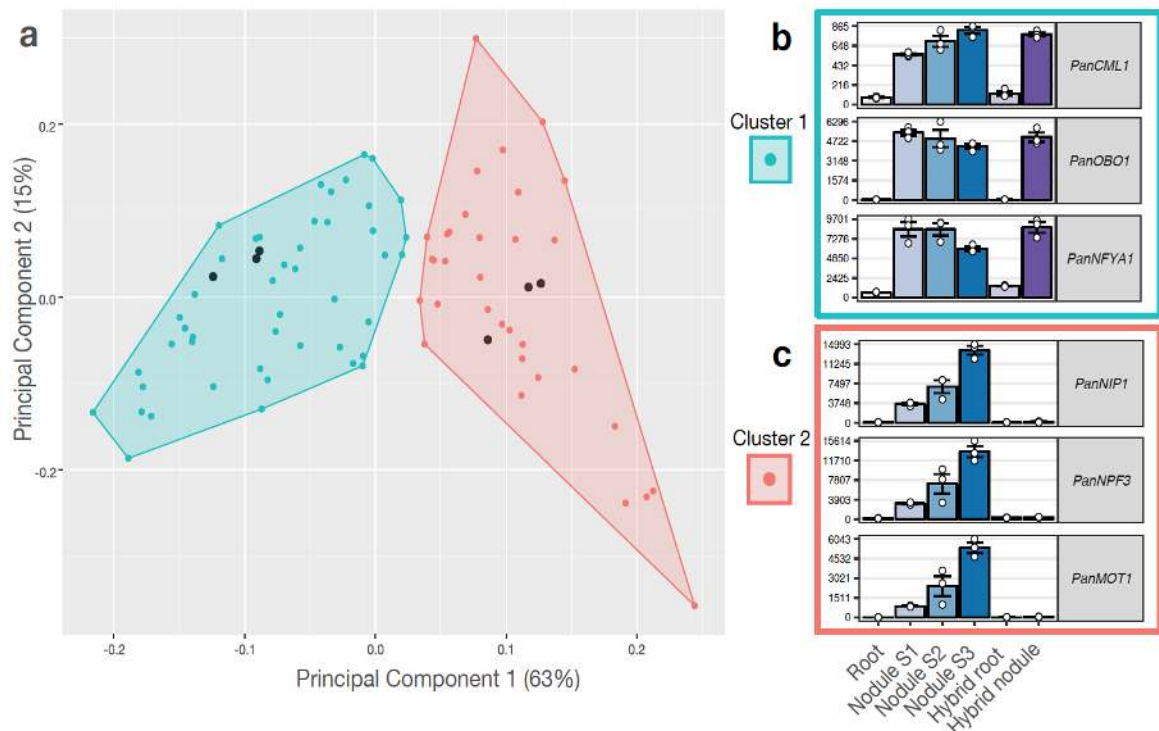 a
0.2
0.0
-0.2
-0.2
-0.1
0.0
0.1
0.2
Principal Component 2 (15%)
Principal Component 1 (63%)
Cluster 1
Cluster 2
b
865
648
432
216
0
PanCML1
6296
4722
3148
1574
0
PanOBO1
9701
7276
4850
2425
0
PanNFYA1
c
14993
11245
7497
3748
0
PanNIP1
15614
11710
7807
3903
0
PanNPF3
6043
4532
3021
1511
0
PanMOT1
Root
Nodule S1
Nodule S2
Nodule S3
Hybrid root
Hybrid nodule